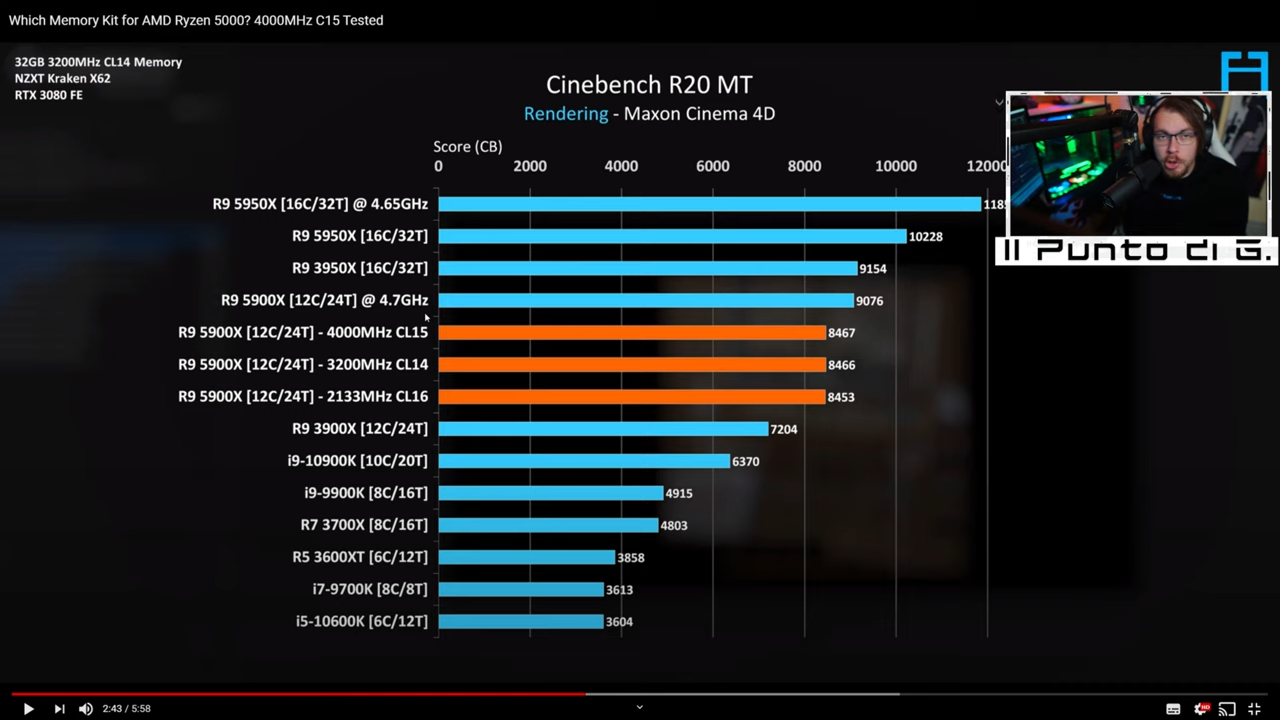 Which Memory Kit for AMD Ryzen 5000? 4000MHz C15 Tested
32GB 3200MHz CL14 Memory
NZXT Kraken X62
RTX 3080 FE
Cinebench R20 MT
Rendering - Maxon Cinema 4D
Score (CB)
0 2000 4000 6000 8000 10000 12000
R9 5950X [16C/32T] @ 4.65GHz
R9 5950X [16C/32T] 10228
R9 3950X [16C/32T] 9154
R9 5900X [12C/24T] @ 4.7GHz 9076
R9 5900X [12C/24T] - 4000MHz CL15 8467
R9 5900X [12C/24T] - 3200MHz CL14 8466
R9 5900X [12C/24T] - 2133MHz CL16 8453
R9 3900X [12C/24T] 7204
i9-10900K [10C/20T] 6370
i9-9900K [8C/16T] 4915
R7 3700X [8C/16T] 4803
R5 3600XT [6C/12T] 3858
i7-9700K [8C/8T] 3613
i5-10600K [6C/12T] 3604
Il Punto di G.
2:43 / 5:58
HD